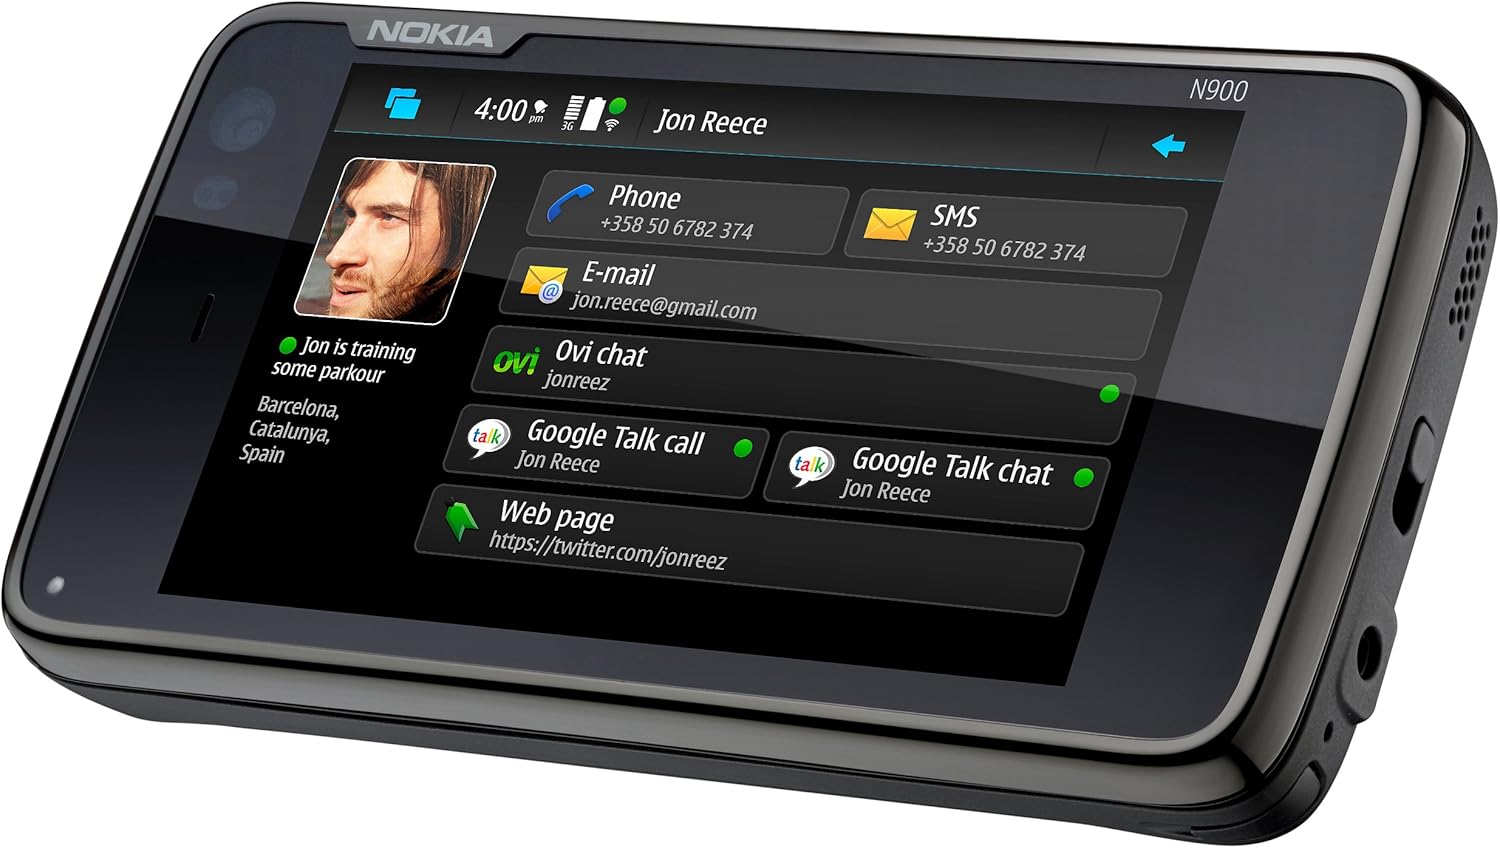 NOKIA
N900
4:00 pm
3G
Jon Reece
Phone
+358 50 6782 374
SMS
+358 50 6782 374
E-mail
@
jon.reece@gmail.com
Jon is training
some parkour
Barcelona,
Catalunya,
Spain
ovi
Ovi chat
jonreez
talk
Google Talk call
Jon Reece
talk
Google Talk chat
Jon Reece
Web page
https://twitter.com/jonreez